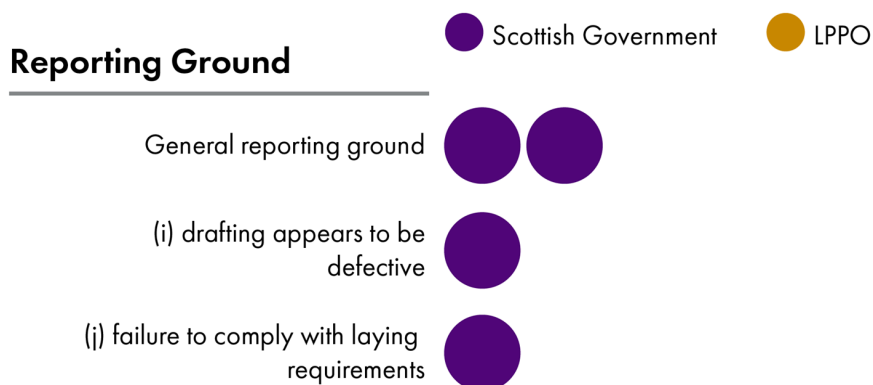 Scottish Government
LPPO
Reporting Ground
General reporting ground
(i) drafting appears to be
defective
(j) failure to comply with laying
requirements